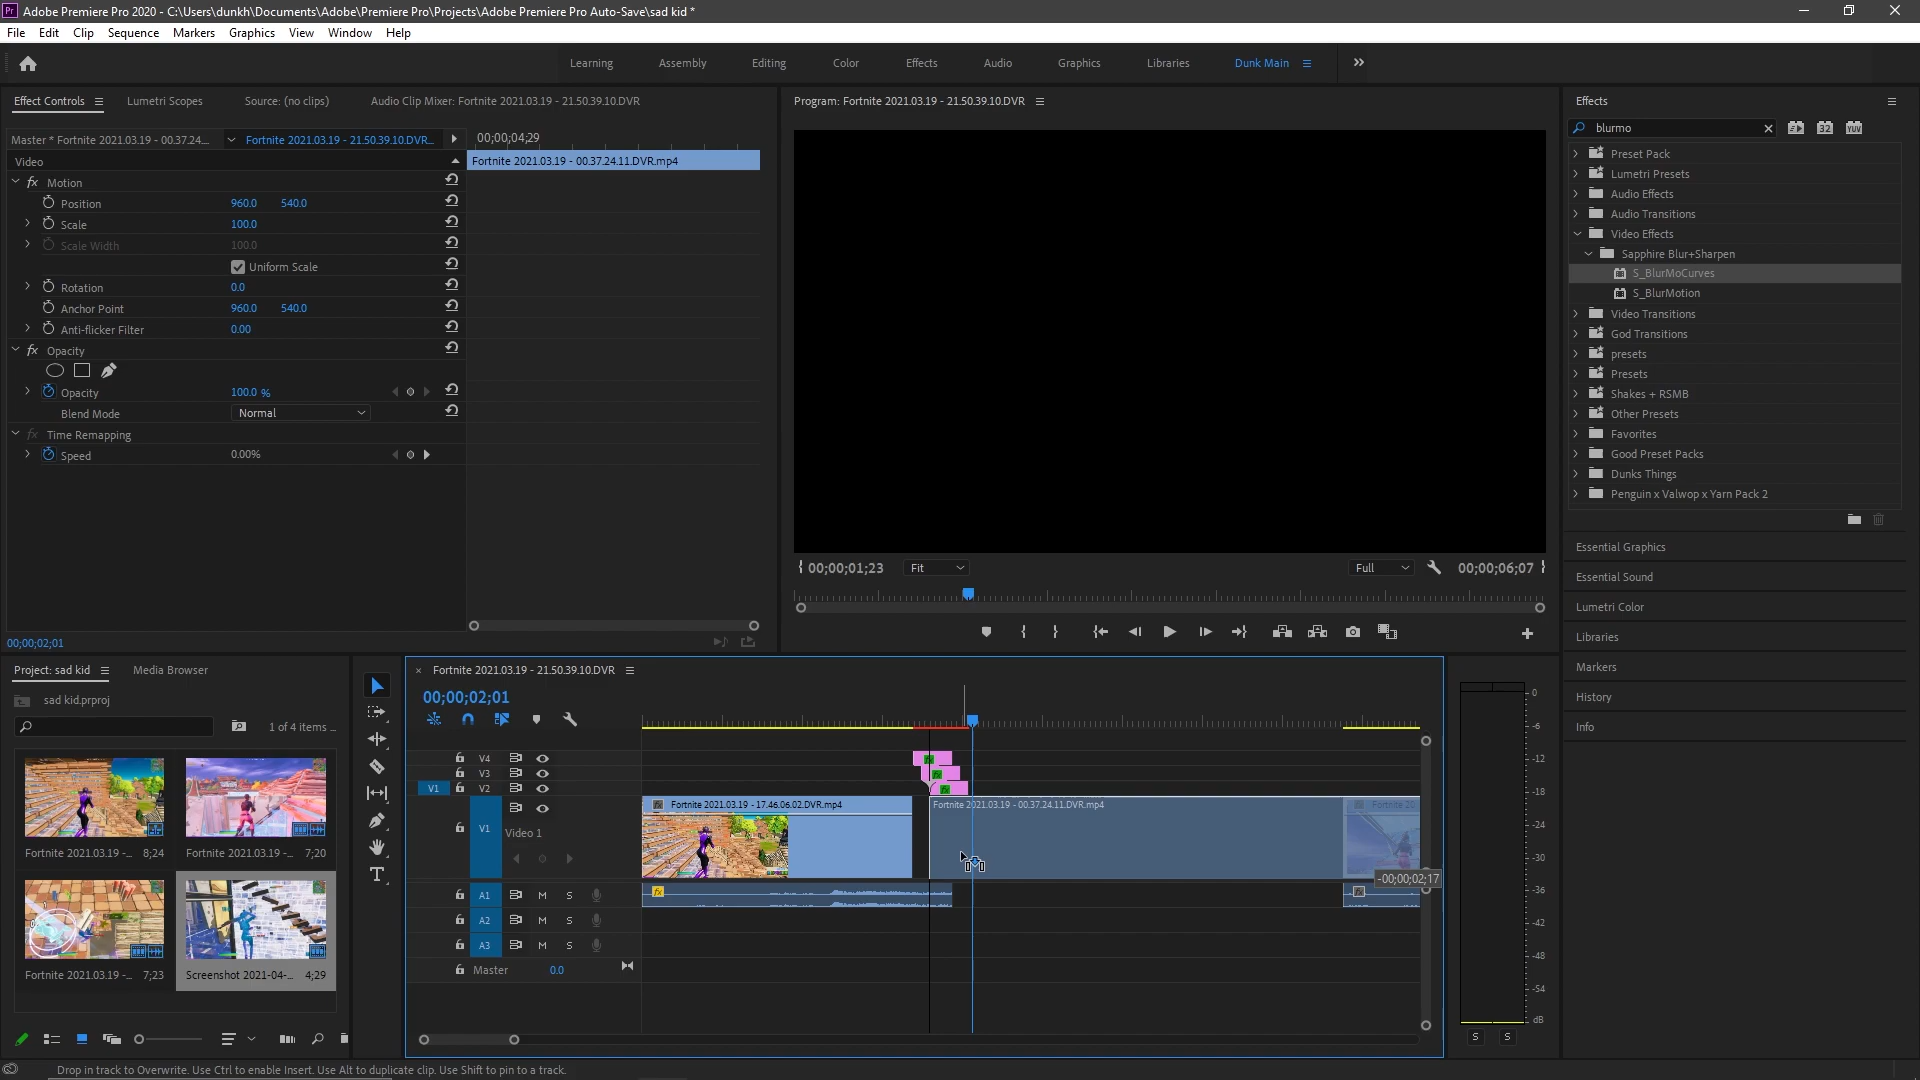 Pr Adobe Premiere Pro 2020 - C:\Users\dunkh\Documents\Adobe\Premiere Pro\Projects\Adobe Premiere Pro Auto-Save\sad kid *
File Edit Clip Sequence Markers Graphics View Window Help
Learning Assembly Editing Color Effects Audio Graphics Libraries Dunk Main
Effect Controls Lumetri Scopes Source: (no clips) Audio Clip Mixer: Fortnite 2021.03.19 - 21.50.39.10.DVR
Program: Fortnite 2021.03.19 - 21.50.39.10.DVR
Effects
blurmo
32 YUV
Master * Fortnite 2021.03.19 - 00.37.24... Fortnite 2021.03.19 - 21.50.39.10.DVR...
00;00;04;29
Video
Fortnite 2021.03.19 - 00.37.24.11.DVR.mp4
fx Motion
Position 960.0 540.0
Scale 100.0
Scale Width 100.0
Uniform Scale
Rotation 0.0
Anchor Point 960.0 540.0
Anti-flicker Filter 0.00
fx Opacity
Opacity 100.0 %
Blend Mode Normal
fx Time Remapping
Speed 0.00%
00;00;02;01
00;00;01;23 Fit Full 00;00;06;07
Preset Pack
Lumetri Presets
Audio Effects
Audio Transitions
Video Effects
Sapphire Blur+Sharpen
S_BlurMoCurves
S_BlurMotion
Video Transitions
God Transitions
presets
Presets
Shakes + RSMB
Other Presets
Favorites
Good Preset Packs
Dunks Things
Penguin x Valwop x Yarn Pack 2
Essential Graphics
Essential Sound
Lumetri Color
Libraries
Markers
History
Info
Project: sad kid Media Browser
sad kid.prproj
1 of 4 items ...
Fortnite 2021.03.19 -... 8;24
Fortnite 2021.03.19 -... 7;20
Fortnite 2021.03.19 -... 7;23
Screenshot 2021-04-... 4;29
T
× Fortnite 2021.03.19 - 21.50.39.10.DVR
00;00;02;01
V4
V3
V1 V2
V1 Video 1
fx fx fx
fx Fortnite 2021.03.19 - 17.46.06.02.DVR.mp4
Fortnite 2021.03.19 - 00.37.24.11.DVR.mp4
Fortnite 20
-00;00;02;17
A1 M S
fx
A2 M S
A3 M S
Master 0.0
0
-6
-12
-18
-24
-30
-36
-42
-48
-54
dB
S S
Drop in track to Overwrite. Use Ctrl to enable Insert. Use Alt to duplicate clip. Use Shift to pin to a track.